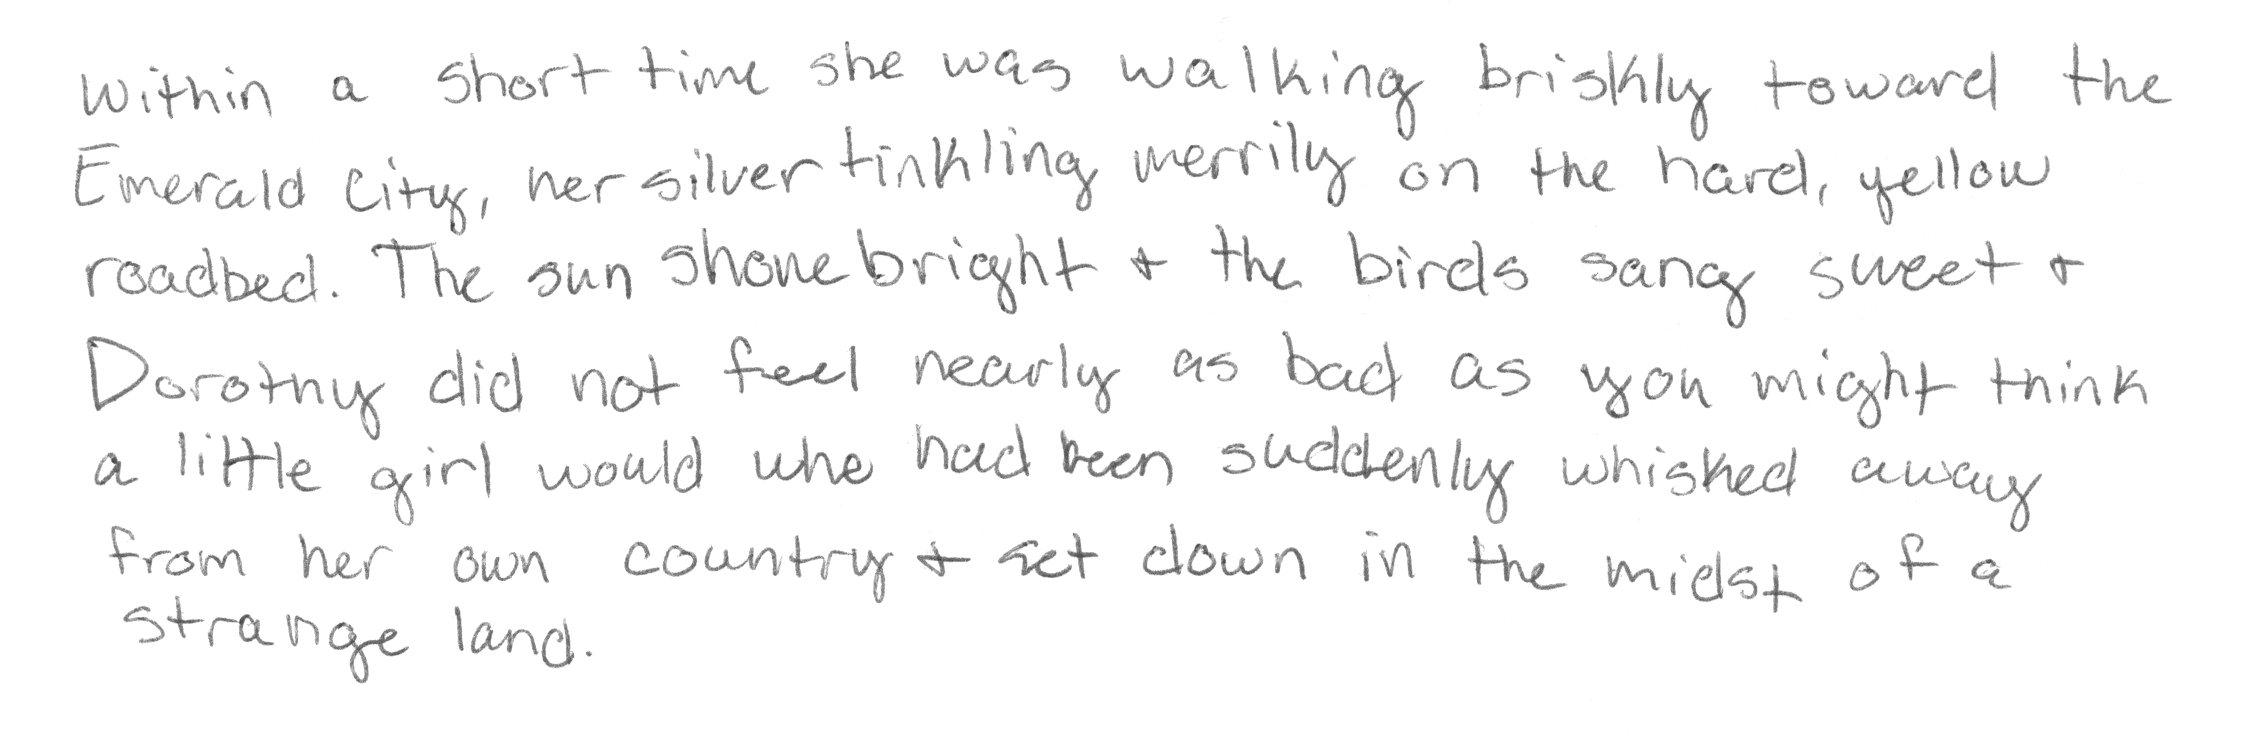 Within a short time she was walking briskly toward the
Emerald City, her silver tinkling merrily on the hard, yellow
roadbed. The sun shone bright & the birds sang sweet &
Dorothy did not feel nearly as bad as you might think
a little girl would who had been suddenly whisked away
from her own country & set down in the midst of a
strange land.